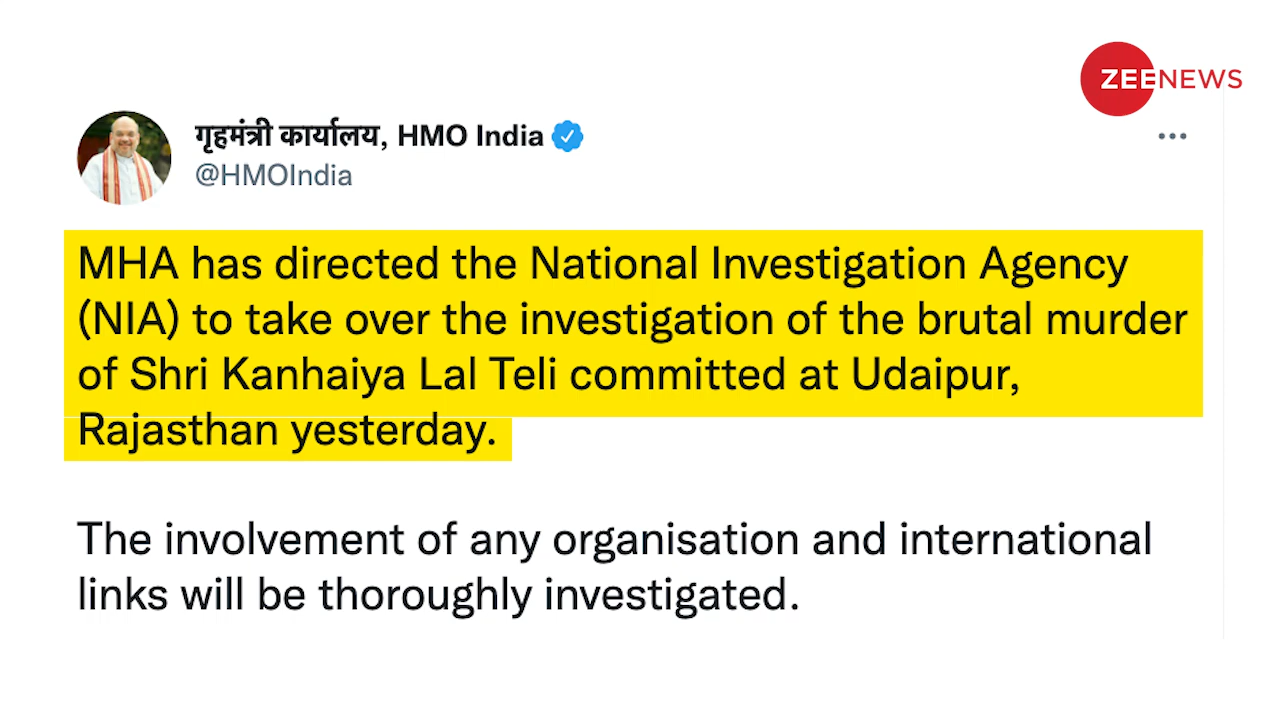 ZEENEWS
गृहमंत्री कार्यालय, HMO India
@HMOIndia
MHA has directed the National Investigation Agency
(NIA) to take over the investigation of the brutal murder
of Shri Kanhaiya Lal Teli committed at Udaipur,
Rajasthan yesterday.
The involvement of any organisation and international
links will be thoroughly investigated.